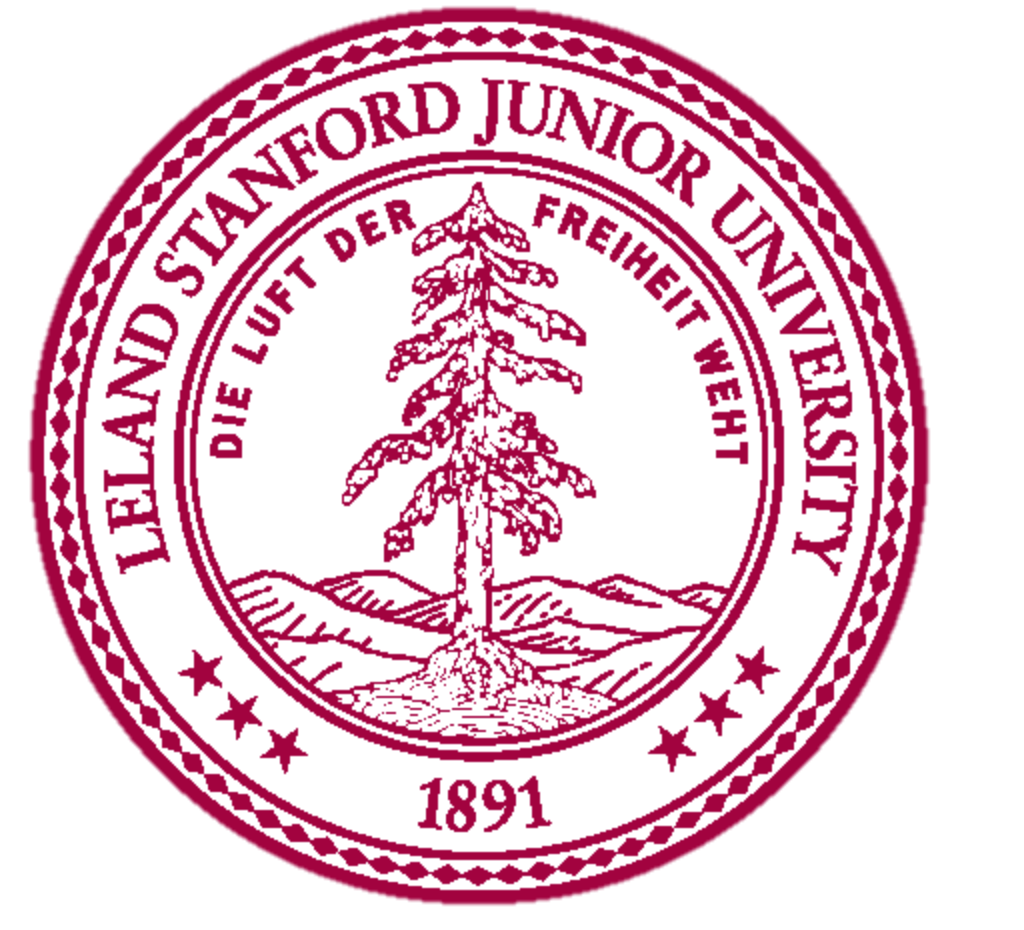 LELAND STANFORD JUNIOR UNIVERSITY
DIE LUFT DER FREIHEIT WEHT
1891